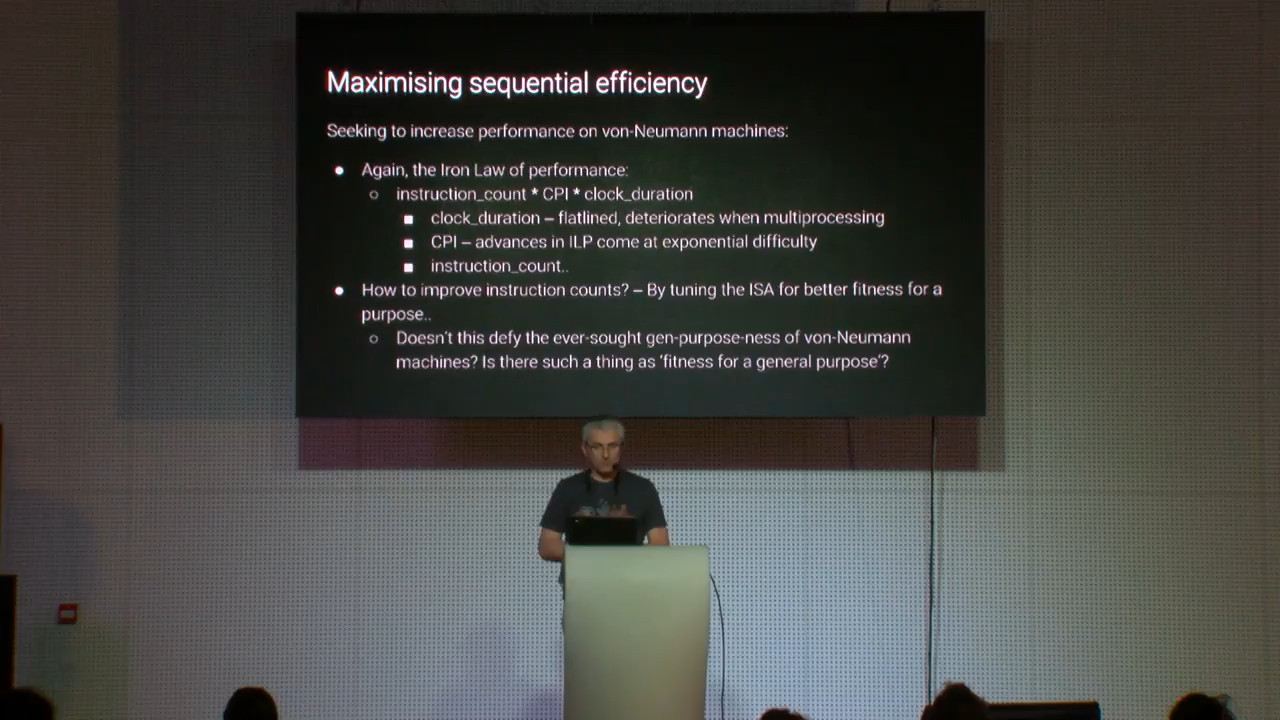 Maximising sequential efficiency
Seeking to increase performance on von-Neumann machines:
● Again, the Iron Law of performance:
○ instruction_count * CPI * clock_duration
■ clock_duration – flatlined, deteriorates when multiprocessing
■ CPI – advances in ILP come at exponential difficulty
■ instruction_count..
● How to improve instruction counts? – By tuning the ISA for better fitness for a
purpose..
○ Doesn't this defy the ever-sought gen-purpose-ness of von-Neumann
machines? Is there such a thing as 'fitness for a general purpose'?